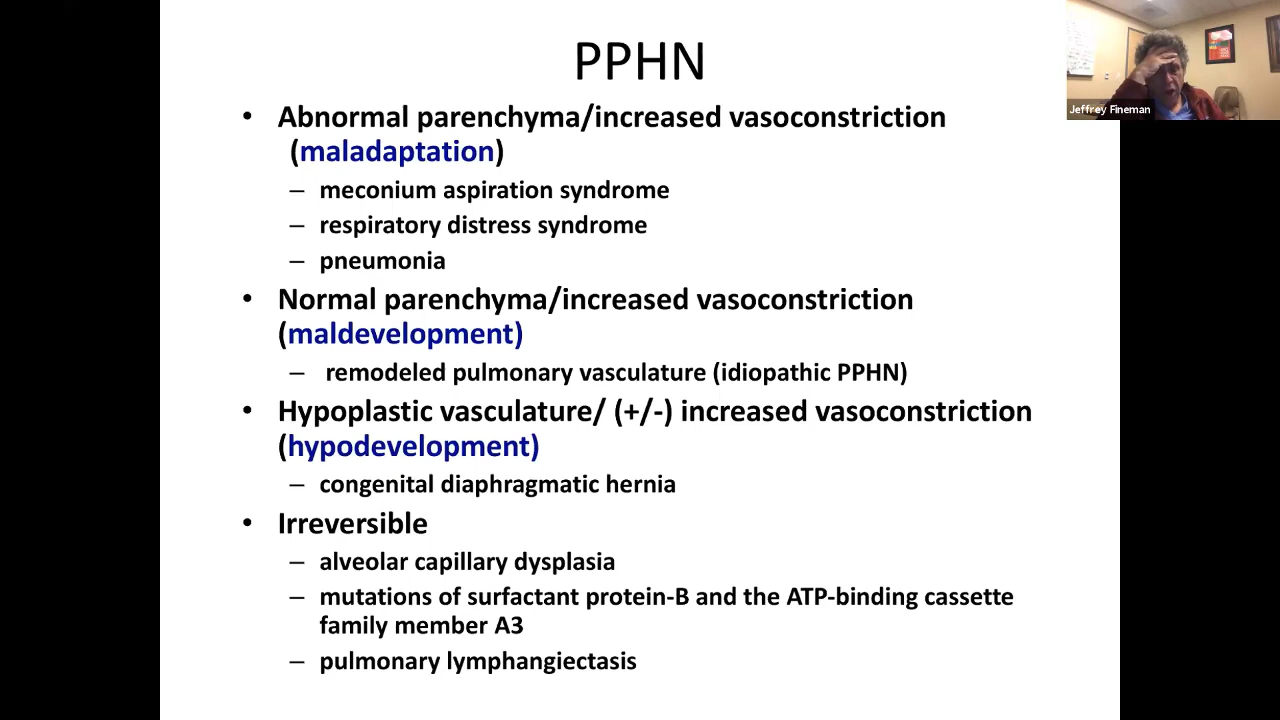 PPHN
Jeffrey Fineman
• Abnormal parenchyma/increased vasoconstriction
(maladaptation)
– meconium aspiration syndrome
– respiratory distress syndrome
– pneumonia
• Normal parenchyma/increased vasoconstriction
(maldevelopment)
– remodeled pulmonary vasculature (idiopathic PPHN)
• Hypoplastic vasculature/ (+/-) increased vasoconstriction
(hypodevelopment)
– congenital diaphragmatic hernia
• Irreversible
– alveolar capillary dysplasia
– mutations of surfactant protein-B and the ATP-binding cassette
family member A3
– pulmonary lymphangiectasis